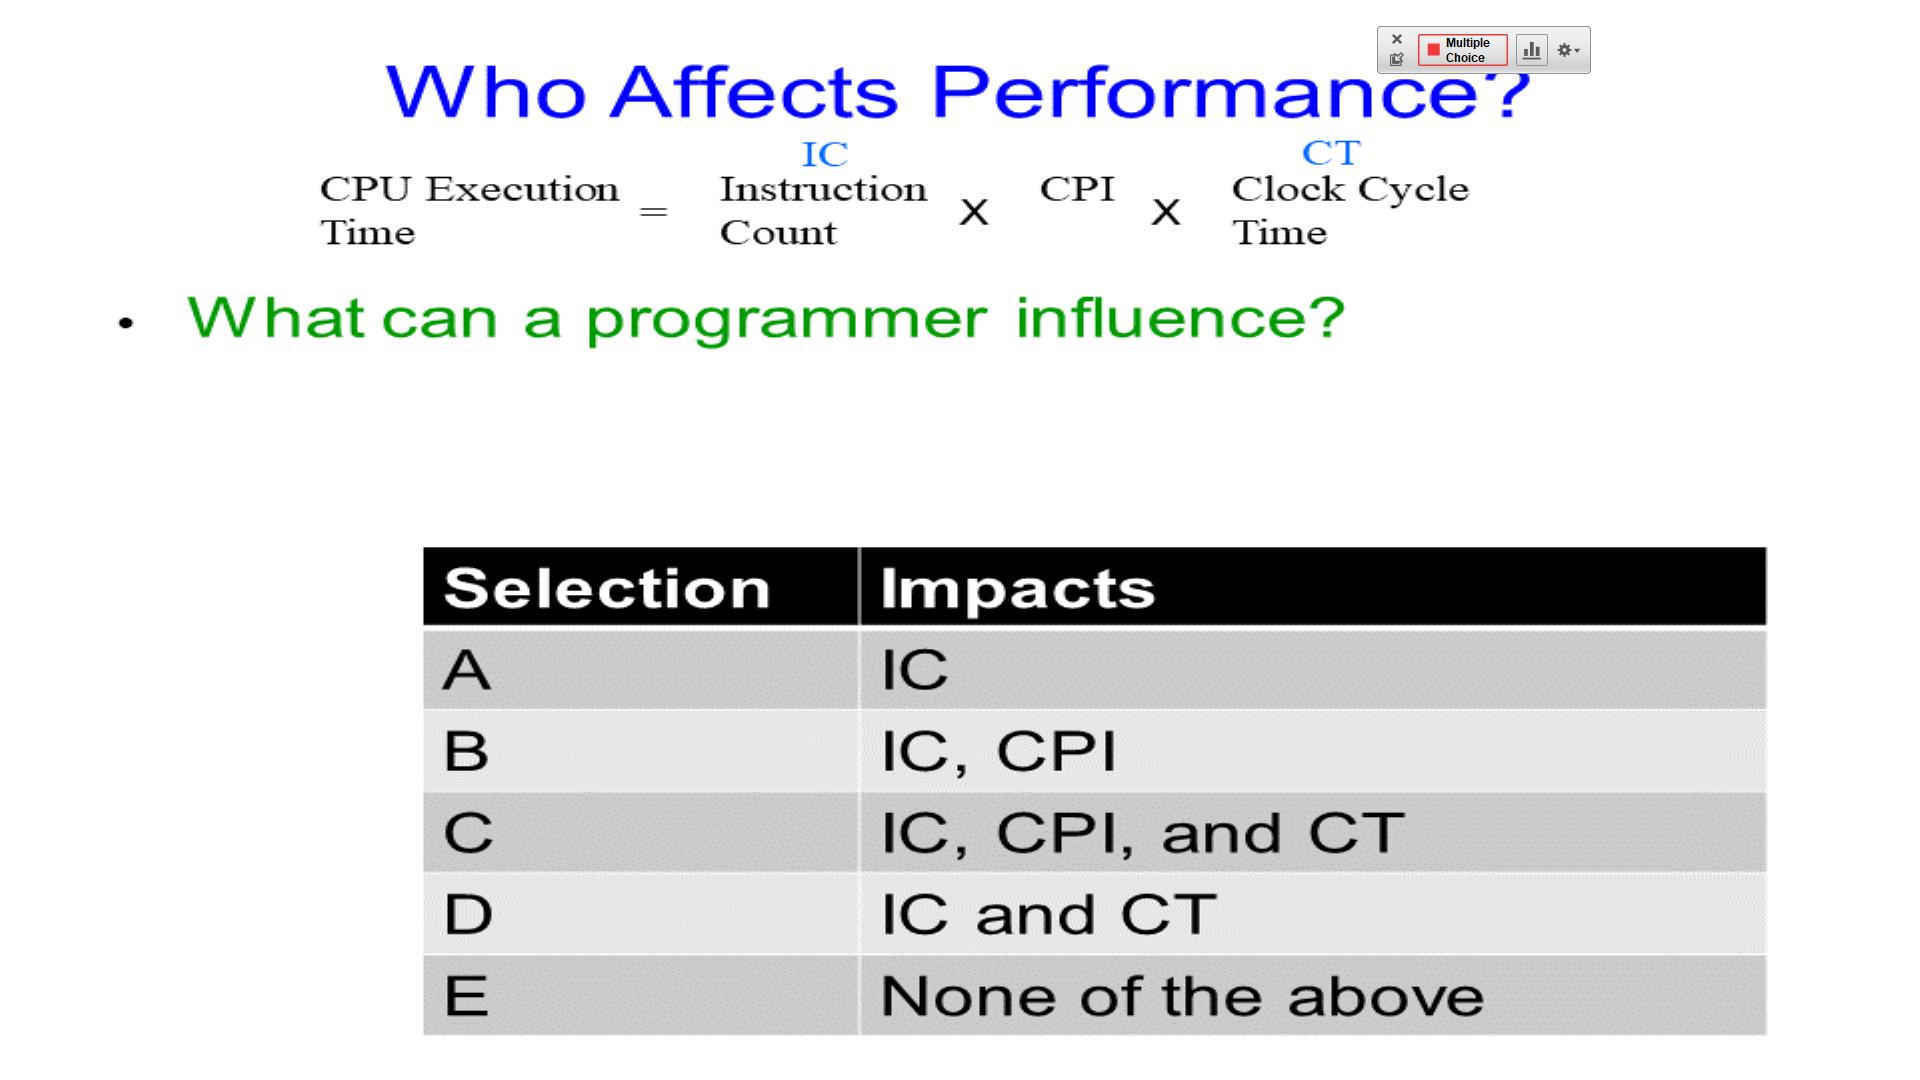 Multiple
Choice
Who Affects Performance?
IC CT
CPU Execution Time = Instruction Count X CPI X Clock Cycle Time
• What can a programmer influence?
Selection Impacts
A IC
B IC, CPI
C IC, CPI, and CT
D IC and CT
E None of the above